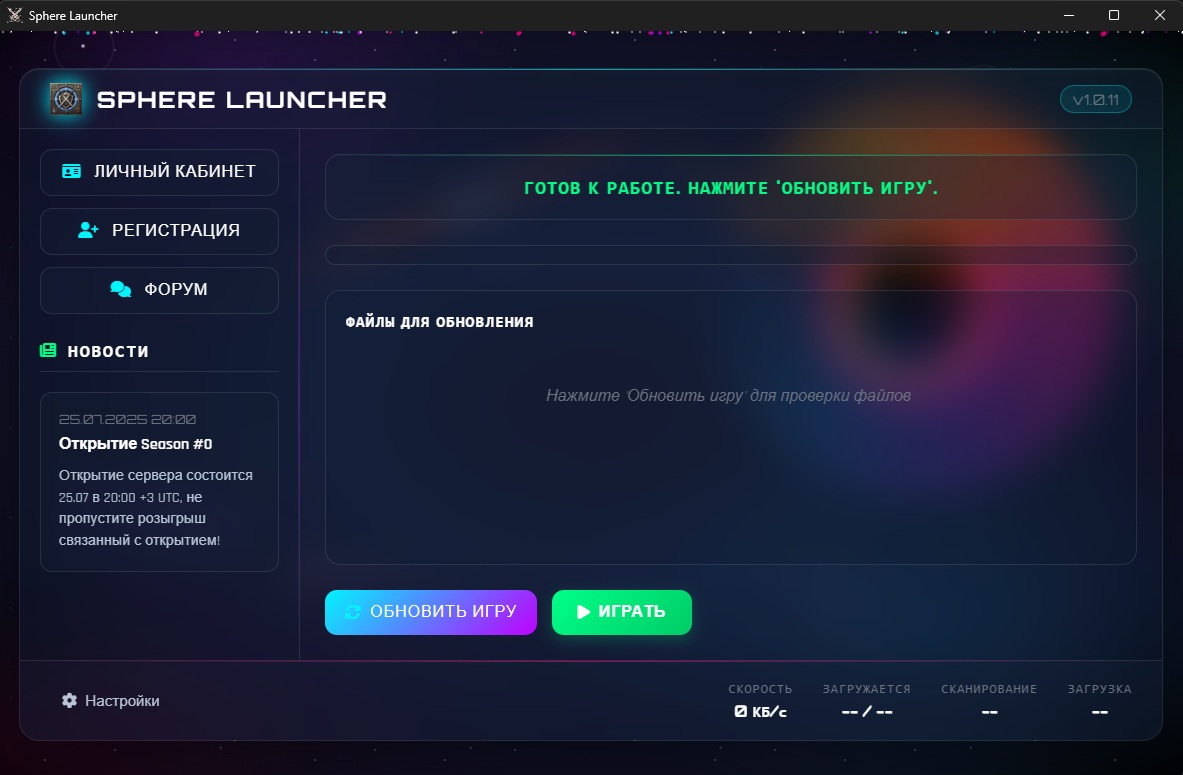 Sphere Launcher
SPHERE LAUNCHER
v1.0.11
ЛИЧНЫЙ КАБИНЕТ
РЕГИСТРАЦИЯ
ФОРУМ
НОВОСТИ
25.07.2025 20:00
Открытие Season #0
Открытие сервера состоится
25.07 в 20:00 +3 UTC, не
пропустите розыгрыш
связанный с открытием!
ГОТОВ К РАБОТЕ. НАЖМИТЕ 'ОБНОВИТЬ ИГРУ'.
ФАЙЛЫ ДЛЯ ОБНОВЛЕНИЯ
Нажмите 'Обновить игру' для проверки файлов
ОБНОВИТЬ ИГРУ
ИГРАТЬ
Настройки
СКОРОСТЬ
0 КБ/с
ЗАГРУЖАЕТСЯ
-- / --
СКАНИРОВАНИЕ
--
ЗАГРУЗКА
--